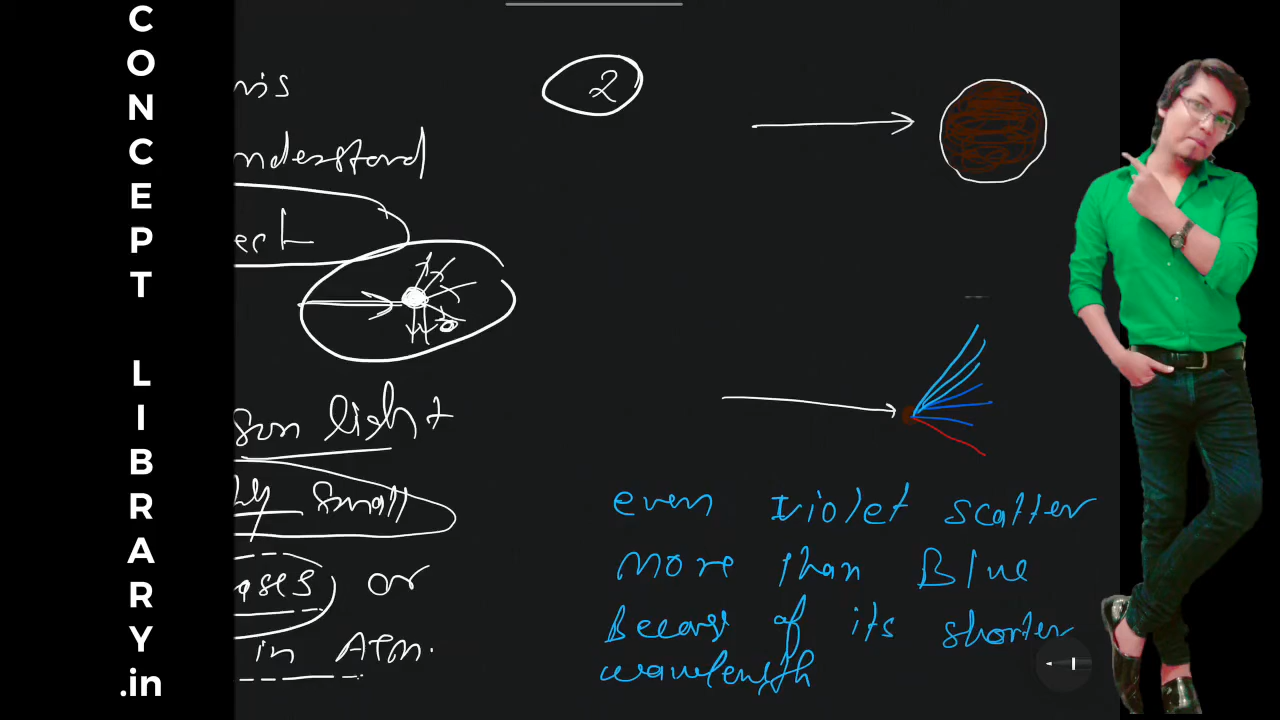 CONCEPT LIBRARY.in
2
understand
sun light
small
or
in ATM.
even violet scatter
more than Blue
Because of its shorter
wavelength